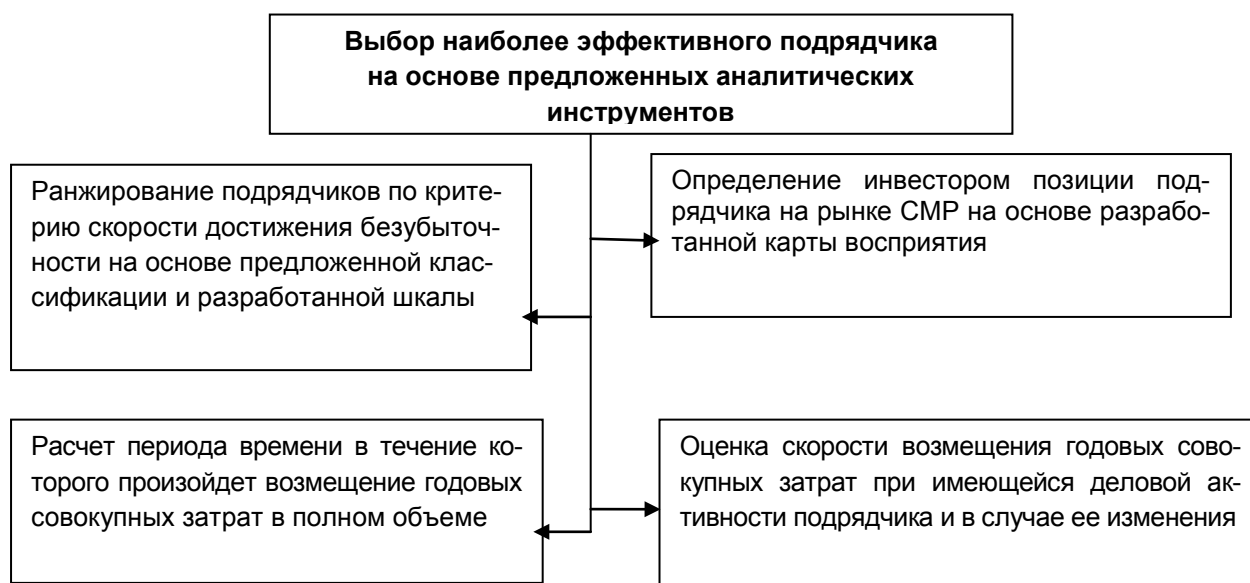 Выбор наиболее эффективного подрядчика
на основе предложенных аналитических
инструментов
Ранжирование подрядчиков по крите-
рию скорости достижения безубыточ-
ности на основе предложенной клас-
сификации и разработанной шкалы
Определение инвестором позиции под-
рядчика на рынке СМР на основе разрабо-
танной карты восприятия
Расчет периода времени в течение ко-
торого произойдет возмещение годовых
совокупных затрат в полном объеме
Оценка скорости возмещения годовых сово-
купных затрат при имеющейся деловой ак-
тивности подрядчика и в случае ее изменения